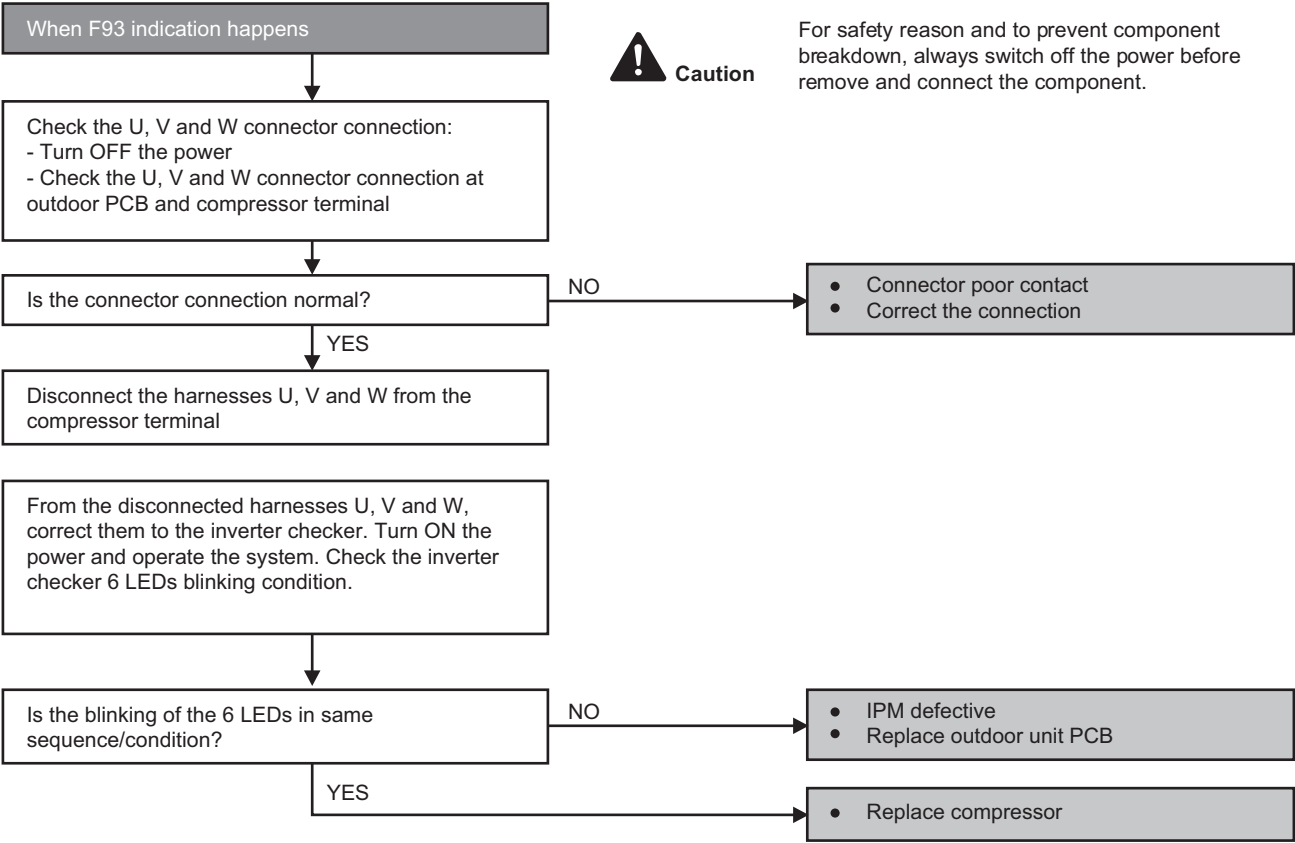 When F93 indication happens
Caution
For safety reason and to prevent component
breakdown, always switch off the power before
remove and connect the component.
Check the U, V and W connector connection:
- Turn OFF the power
- Check the U, V and W connector connection at
outdoor PCB and compressor terminal
Is the connector connection normal?
NO
● Connector poor contact
● Correct the connection
YES
Disconnect the harnesses U, V and W from the
compressor terminal
From the disconnected harnesses U, V and W,
correct them to the inverter checker. Turn ON the
power and operate the system. Check the inverter
checker 6 LEDs blinking condition.
Is the blinking of the 6 LEDs in same
sequence/condition?
NO
● IPM defective
● Replace outdoor unit PCB
YES
● Replace compressor